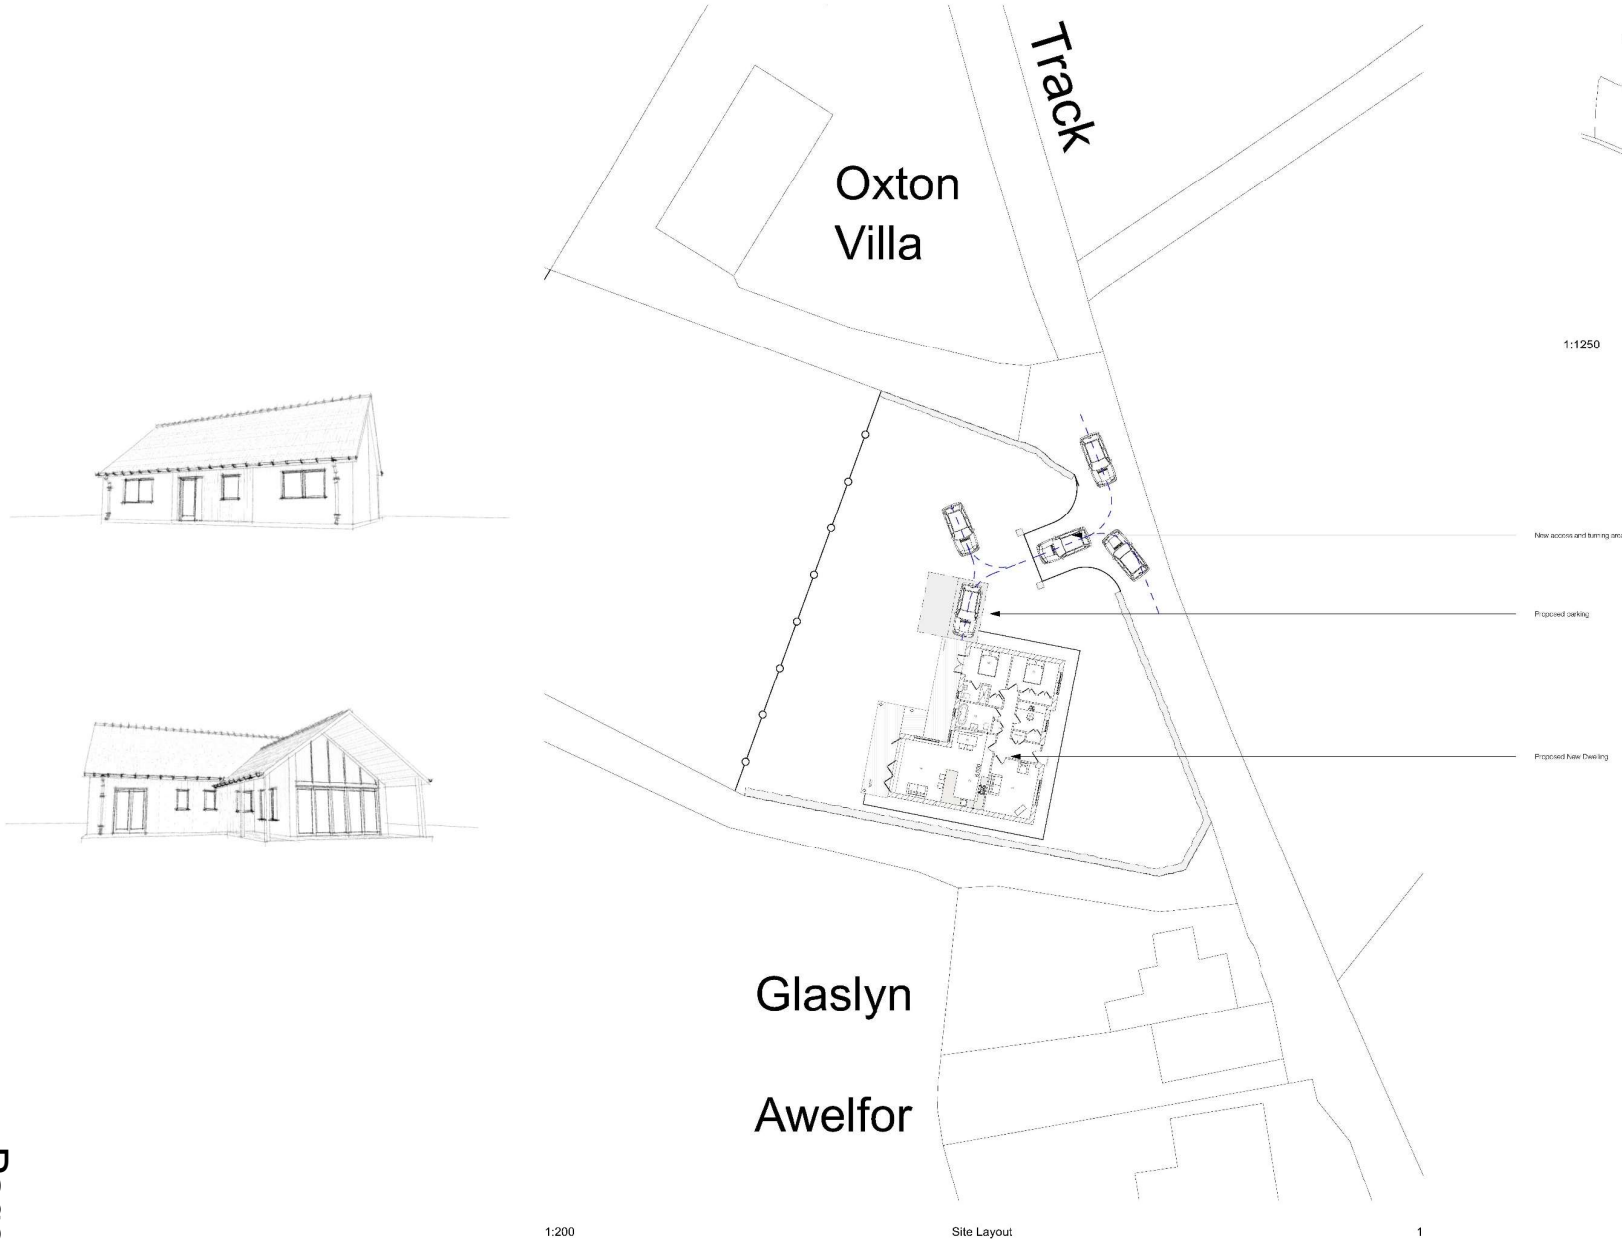 Track
Oxton
Villa
1:1250
New access and turning area
Proposed parking
Proposed New Dwelling
Glaslyn
Awelfor
1:200
Site Layout
1